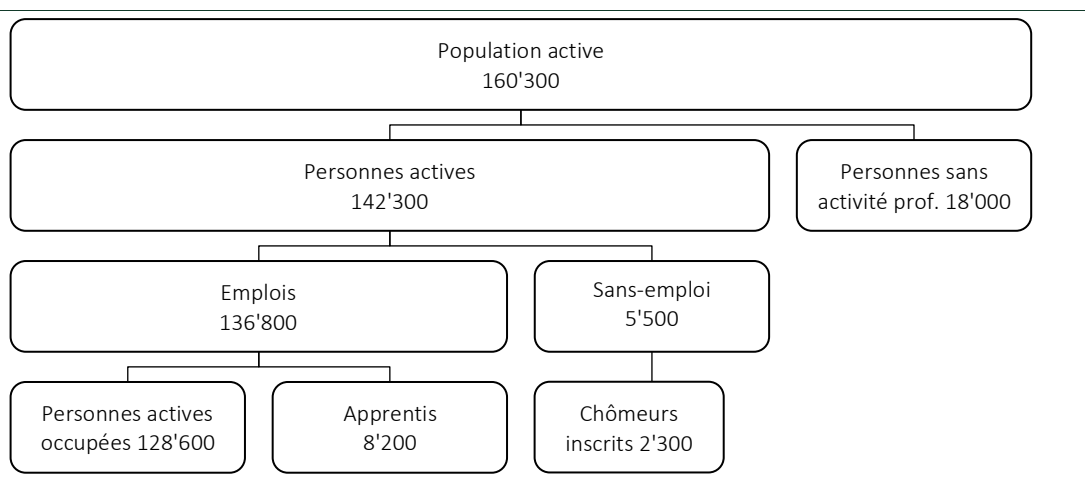 Population active
160'300
Personnes actives
142'300
Personnes sans
activité prof. 18'000
Emplois
136'800
Sans-emploi
5'500
Personnes actives
occupées 128'600
Apprentis
8'200
Chômeurs
inscrits 2'300